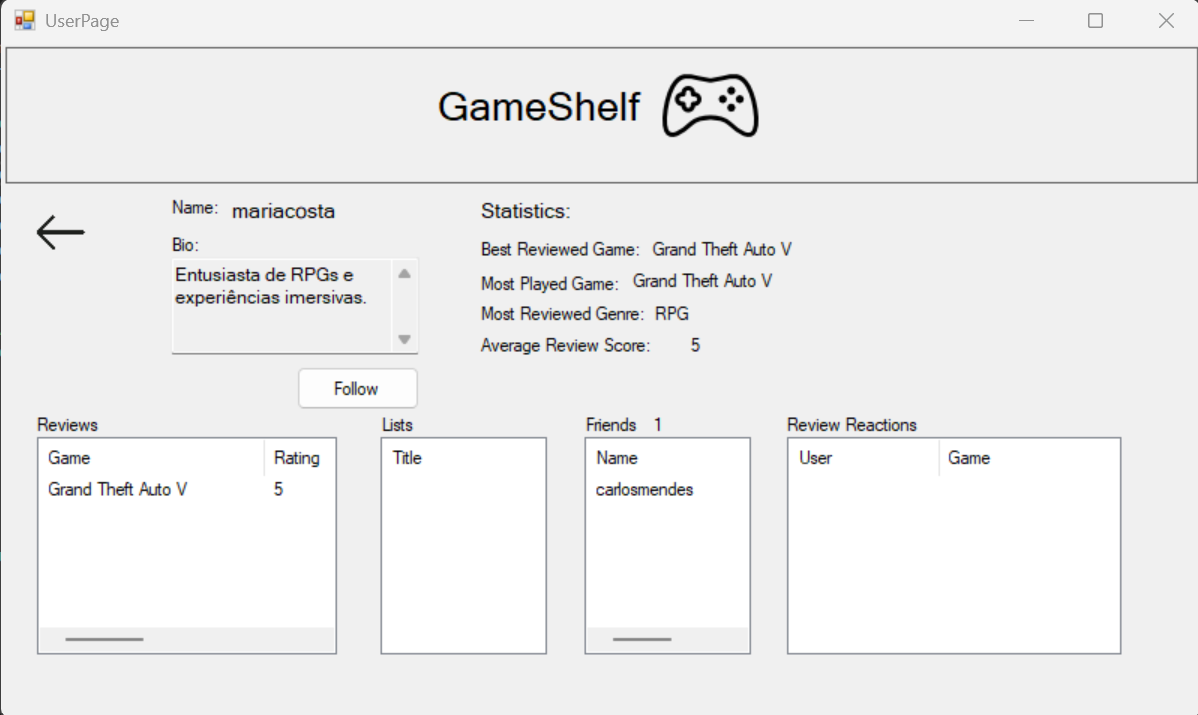 UserPage
GameShelf
Name: mariacosta
Bio:
Entusiasta de RPGs e
experiências imersivas.
Follow
Statistics:
Best Reviewed Game: Grand Theft Auto V
Most Played Game: Grand Theft Auto V
Most Reviewed Genre: RPG
Average Review Score: 5
Reviews
Game Rating
Grand Theft Auto V 5
Lists
Title
Friends 1
Name
carlosmendes
Review Reactions
User Game